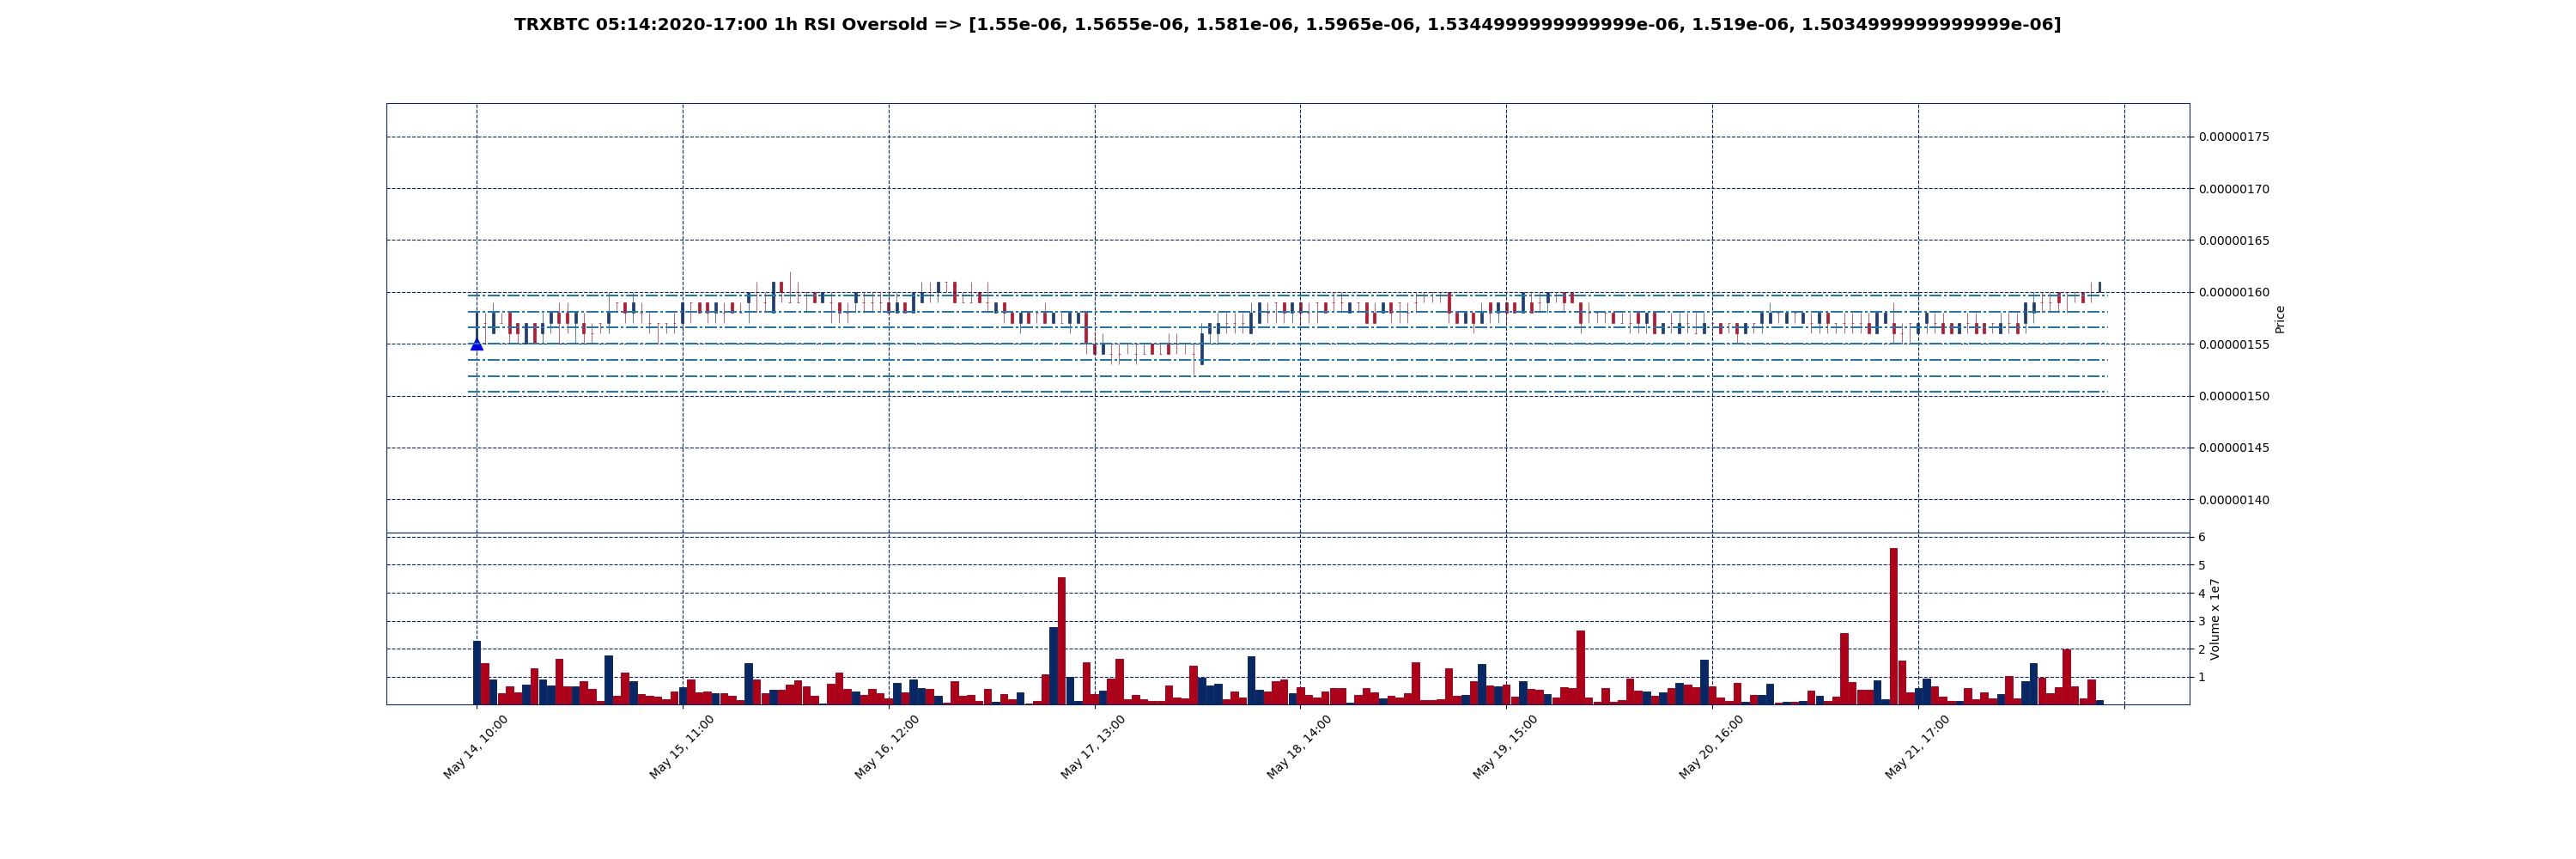 TRXBTC 05:14:2020-17:00 1h RSI Oversold => [1.55e-06, 1.5655e-06, 1.581e-06, 1.5965e-06, 1.5344999999999999e-06, 1.519e-06, 1.5034999999999999e-06]
0.00000175
0.00000170
0.00000165
0.00000160
0.00000155
0.00000150
0.00000145
0.00000140
Price
6
5
4
3
2
1
Volume x 1e7
May 14, 10:00
May 15, 11:00
May 16, 12:00
May 17, 13:00
May 18, 14:00
May 19, 15:00
May 20, 16:00
May 21, 17:00